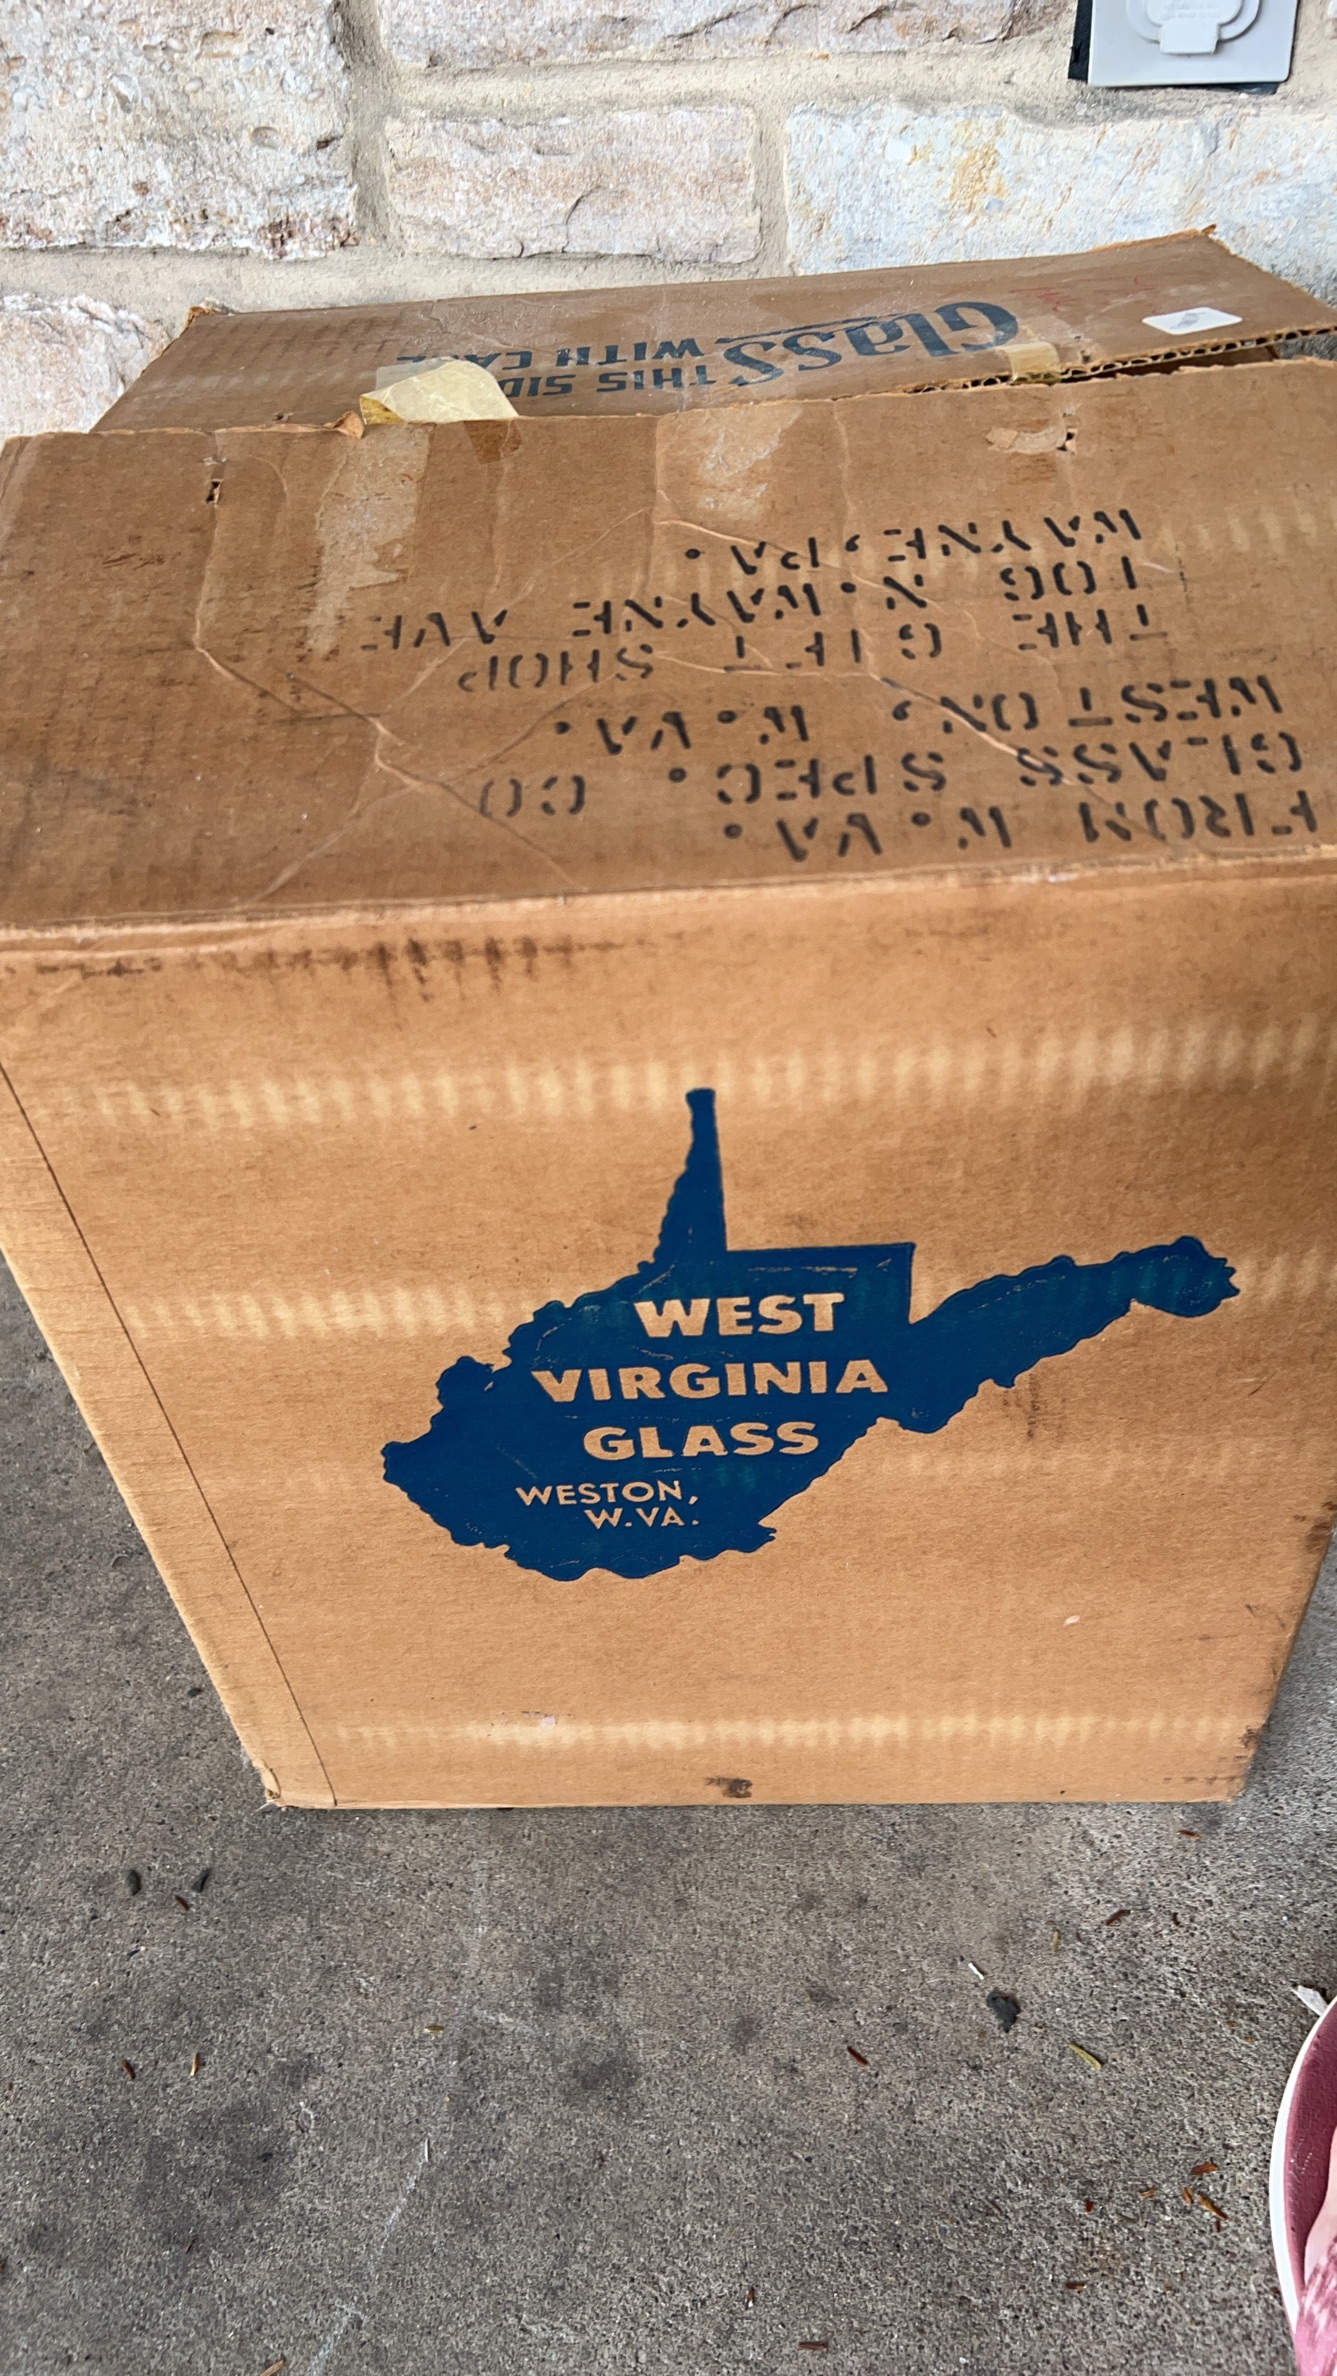 Glass
THIS SIDE
WITH CARE
FROM W.VA.
GLASS SPEC. CO
WESTON, W.VA.
THE GIFT SHOP
106 N.WAYNE AVE
WAYNE, PA.
WEST
VIRGINIA
GLASS
WESTON,
W.VA.